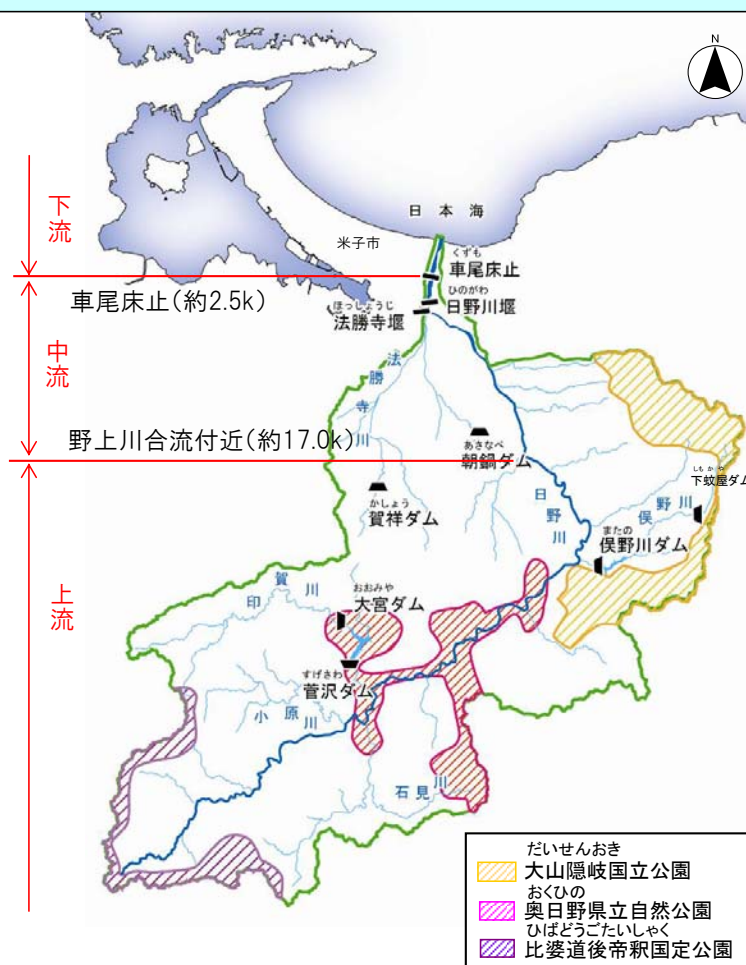 N
日本海
米子市
下流
くずも
車尾床止
ひのがわ
日野川堰
車尾床止(約2.5k)
ほっしょうじ
法勝寺堰
中流
法勝寺川
野上川合流付近(約17.0k)
あさなべ
朝鍋ダム
しもかや
下蚊屋ダム
かしょう
賀祥ダム
日野川
俣野川
またの
俣野川ダム
上流
印賀川
おおみや
大宮ダム
すげさわ
菅沢ダム
小原川
石見川
だいせんおき
大山隠岐国立公園
おくひの
奥日野県立自然公園
ひばどうごたいしゃく
比婆道後帝釈国定公園